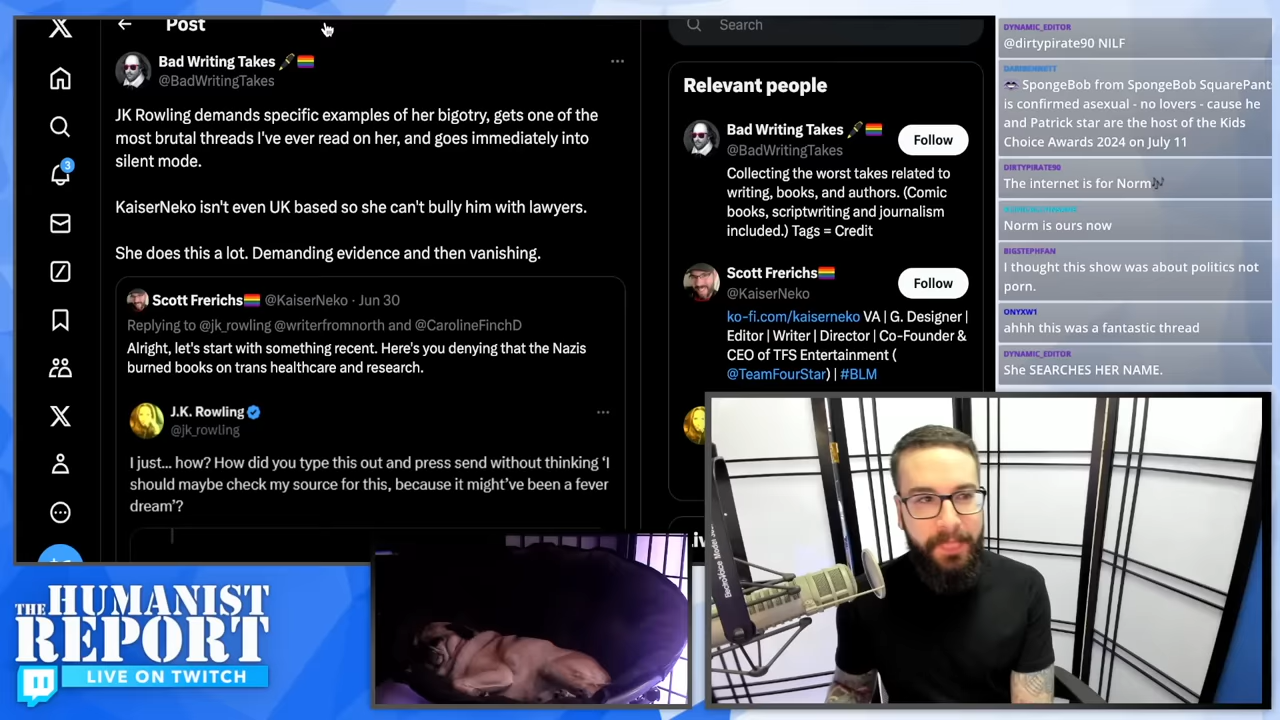 Post
Bad Writing Takes
@BadWritingTakes
JK Rowling demands specific examples of her bigotry, gets one of the
most brutal threads I've ever read on her, and goes immediately into
silent mode.
KaiserNeko isn't even UK based so she can't bully him with lawyers.
She does this a lot. Demanding evidence and then vanishing.
Scott Frerichs @KaiserNeko · Jun 30
Replying to @jk_rowling @writerfromnorth and @CarolineFinchD
Alright, let's start with something recent. Here's you denying that the Nazis
burned books on trans healthcare and research.
J.K. Rowling
@jk_rowling
I just... how? How did you type this out and press send without thinking 'I
should maybe check my source for this, because it might've been a fever
dream'?
3
Search
Relevant people
Bad Writing Takes
@BadWritingTakes
Follow
Collecting the worst takes related to
writing, books, and authors. (Comic
books, scriptwriting and journalism
included.) Tags = Credit
Scott Frerichs
@KaiserNeko
Follow
ko-fi.com/kaiserneko VA | G. Designer |
Editor | Writer | Director | Co-Founder &
CEO of TFS Entertainment (
@TeamFourStar) | #BLM
DYNAMIC_EDITOR
@dirtypirate90 NILF
SpongeBob from SpongeBob SquarePants
is confirmed asexual - no lovers - cause he
and Patrick star are the host of the Kids
Choice Awards 2024 on July 11
DIRTYPIRATE90
The internet is for Norm
Norm is ours now
BIGSTEPHFAN
I thought this show was about politics not
porn.
ONYXW1
ahhh this was a fantastic thread
DYNAMIC_EDITOR
She SEARCHES HER NAME.
THE HUMANIST
REPORT
LIVE ON TWITCH